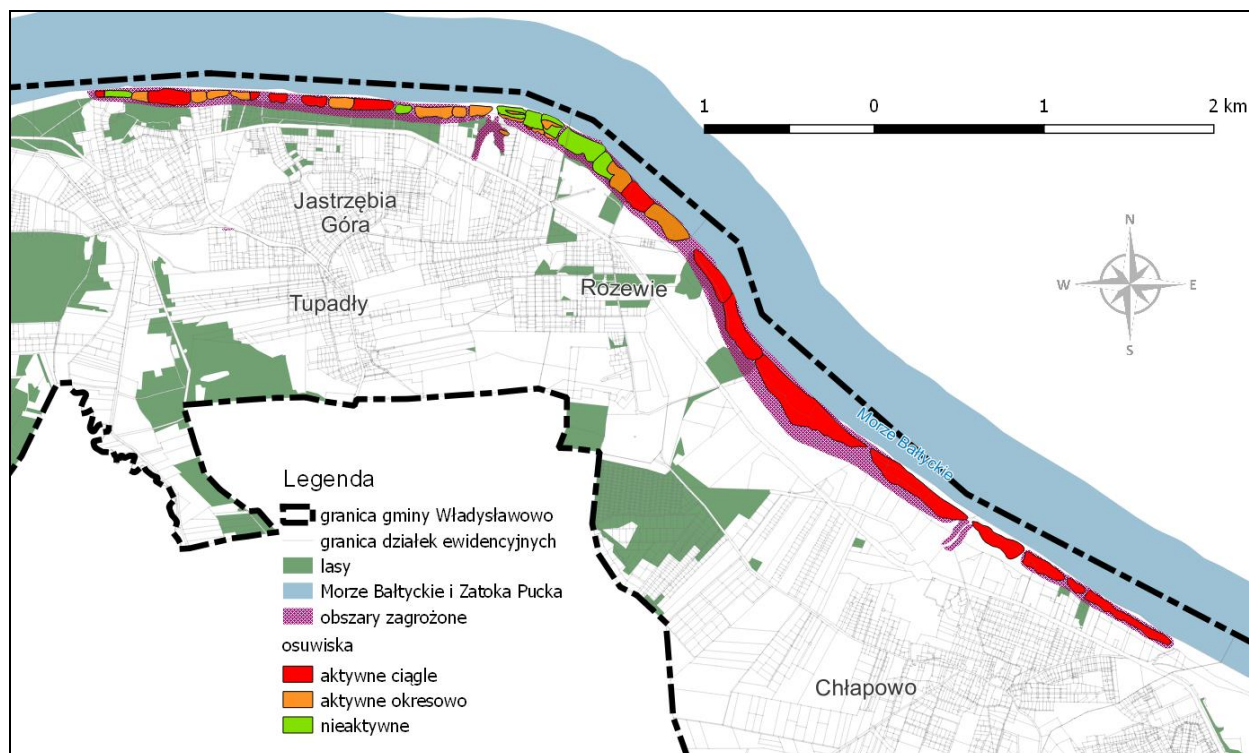 1 0 1 2 km
Jastrzębia
Góra
N
W E
S
Rozewie
Tupadły
Morze Bałtyckie
Legenda
granica gminy Władysławowo
granica działek ewidencyjnych
lasy
Morze Bałtyckie i Zatoka Pucka
obszary zagrożone
osuwiska
aktywne ciągle
aktywne okresowo
nieaktywne
Chłapowo